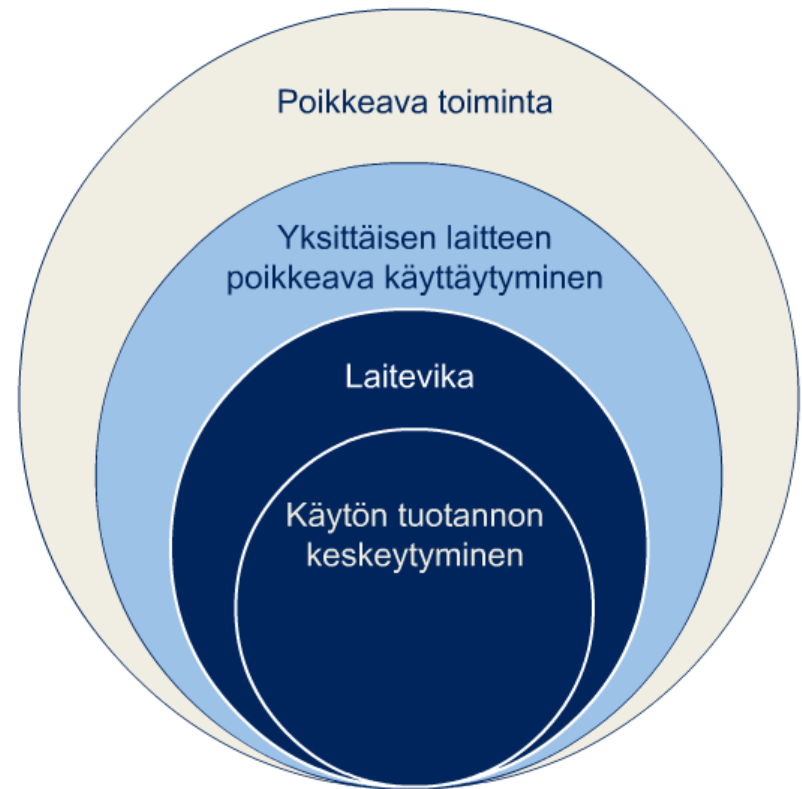 Poikkeava toiminta
Yksittäisen laitteen
poikkeava käyttäytyminen
Laitevika
Käytön tuotannon
keskeytyminen